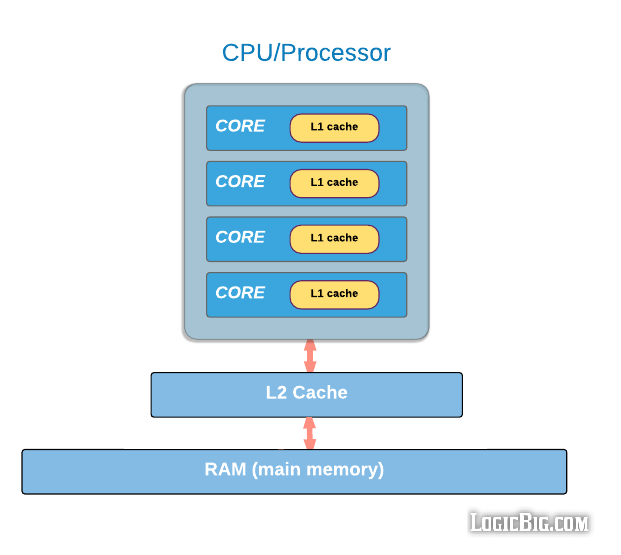 CPU/Processor
CORE L1 cache
CORE L1 cache
CORE L1 cache
CORE L1 cache
L2 Cache
RAM (main memory)
LogicBig.com